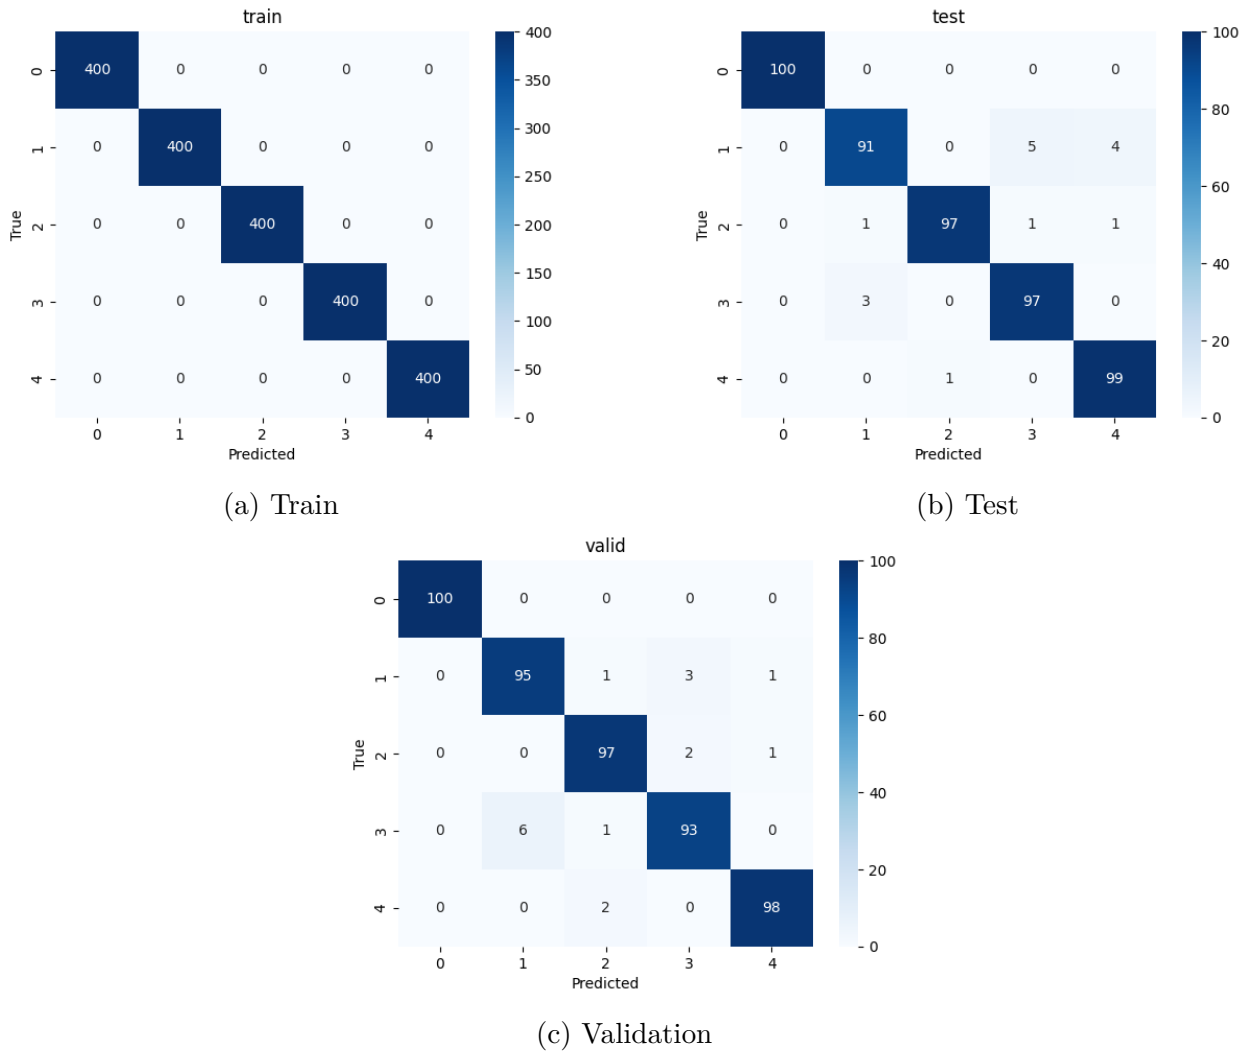 train
0 400 0 0 0 0
1 0 400 0 0 0
2 0 0 400 0 0
3 0 0 0 400 0
4 0 0 0 0 400
0 1 2 3 4
Predicted
True
400
350
300
250
200
150
100
50
0
(a) Train
test
0 100 0 0 0 0
1 0 91 0 5 4
2 0 1 97 1 1
3 0 3 0 97 0
4 0 0 1 0 99
0 1 2 3 4
Predicted
True
100
80
60
40
20
0
(b) Test
valid
0 100 0 0 0 0
1 0 95 1 3 1
2 0 0 97 2 1
3 0 6 1 93 0
4 0 0 2 0 98
0 1 2 3 4
Predicted
True
100
80
60
40
20
0
(c) Validation